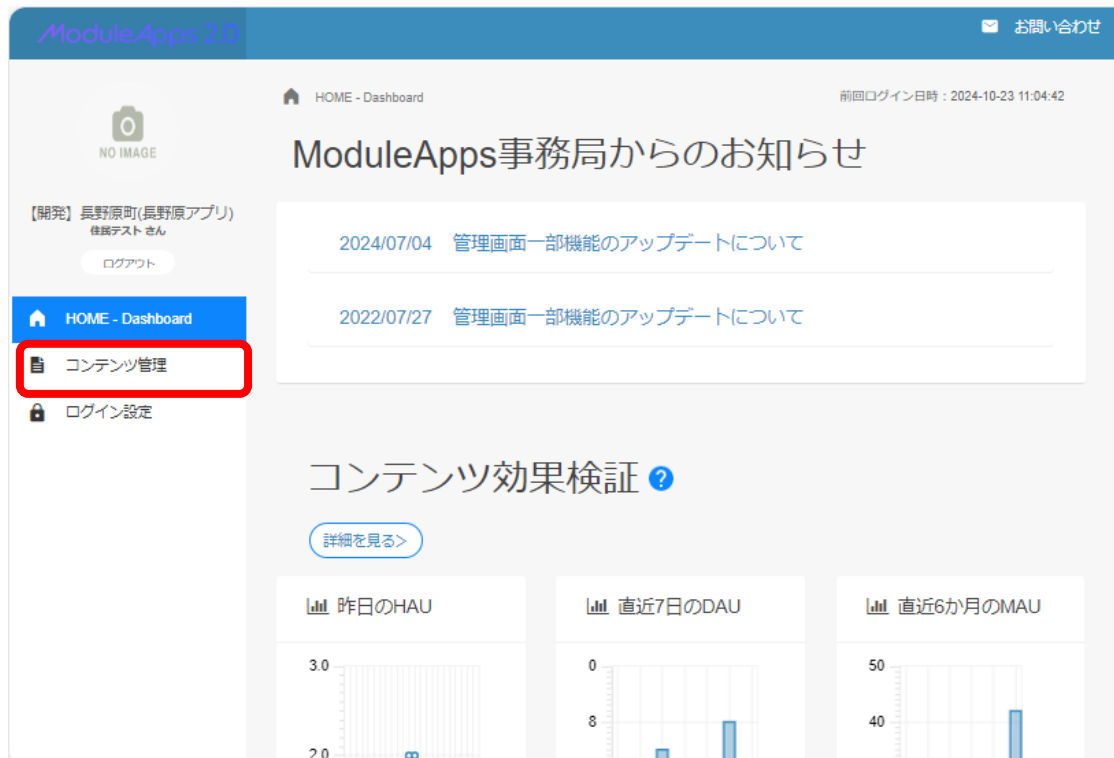 ModuleApps 2.0
お問い合わせ
NO IMAGE
【開発】長野原町(長野原アプリ)
住民テスト さん
ログアウト
HOME - Dashboard
コンテンツ管理
ログイン設定
HOME - Dashboard
前回ログイン日時：2024-10-23 11:04:42
ModuleApps事務局からのお知らせ
2024/07/04 管理画面一部機能のアップデートについて
2022/07/27 管理画面一部機能のアップデートについて
コンテンツ効果検証 ?
詳細を見る>
昨日のHAU
3.0
2.0
直近7日のDAU
0
8
直近6か月のMAU
50
40